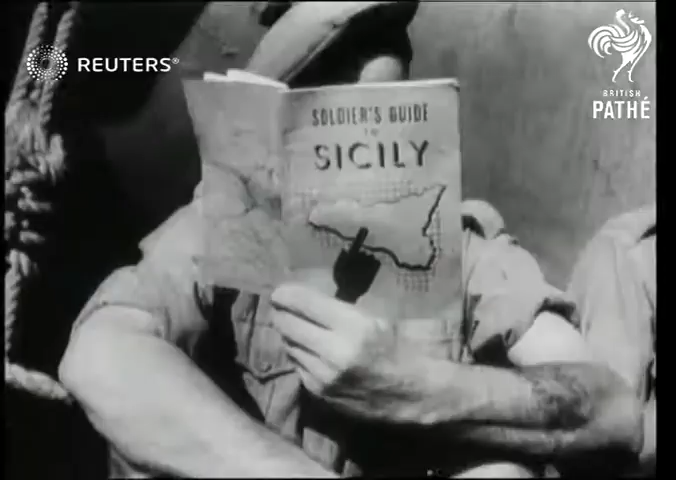 REUTERS®
BRITISH
PATHÉ
SOLDIER'S GUIDE
TO
SICILY